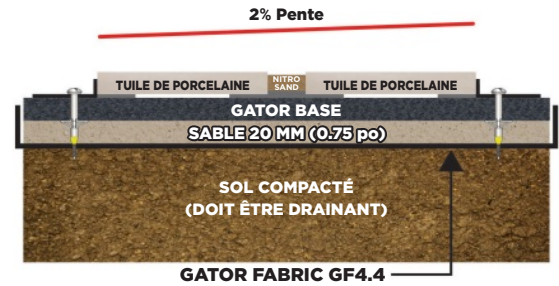 2% Pente
TUILE DE PORCELAINE
NITRO
SAND
TUILE DE PORCELAINE
GATOR BASE
SABLE 20 MM (0.75 po)
SOL COMPACTÉ
(DOIT ÊTRE DRAINANT)
GATOR FABRIC GF4.4